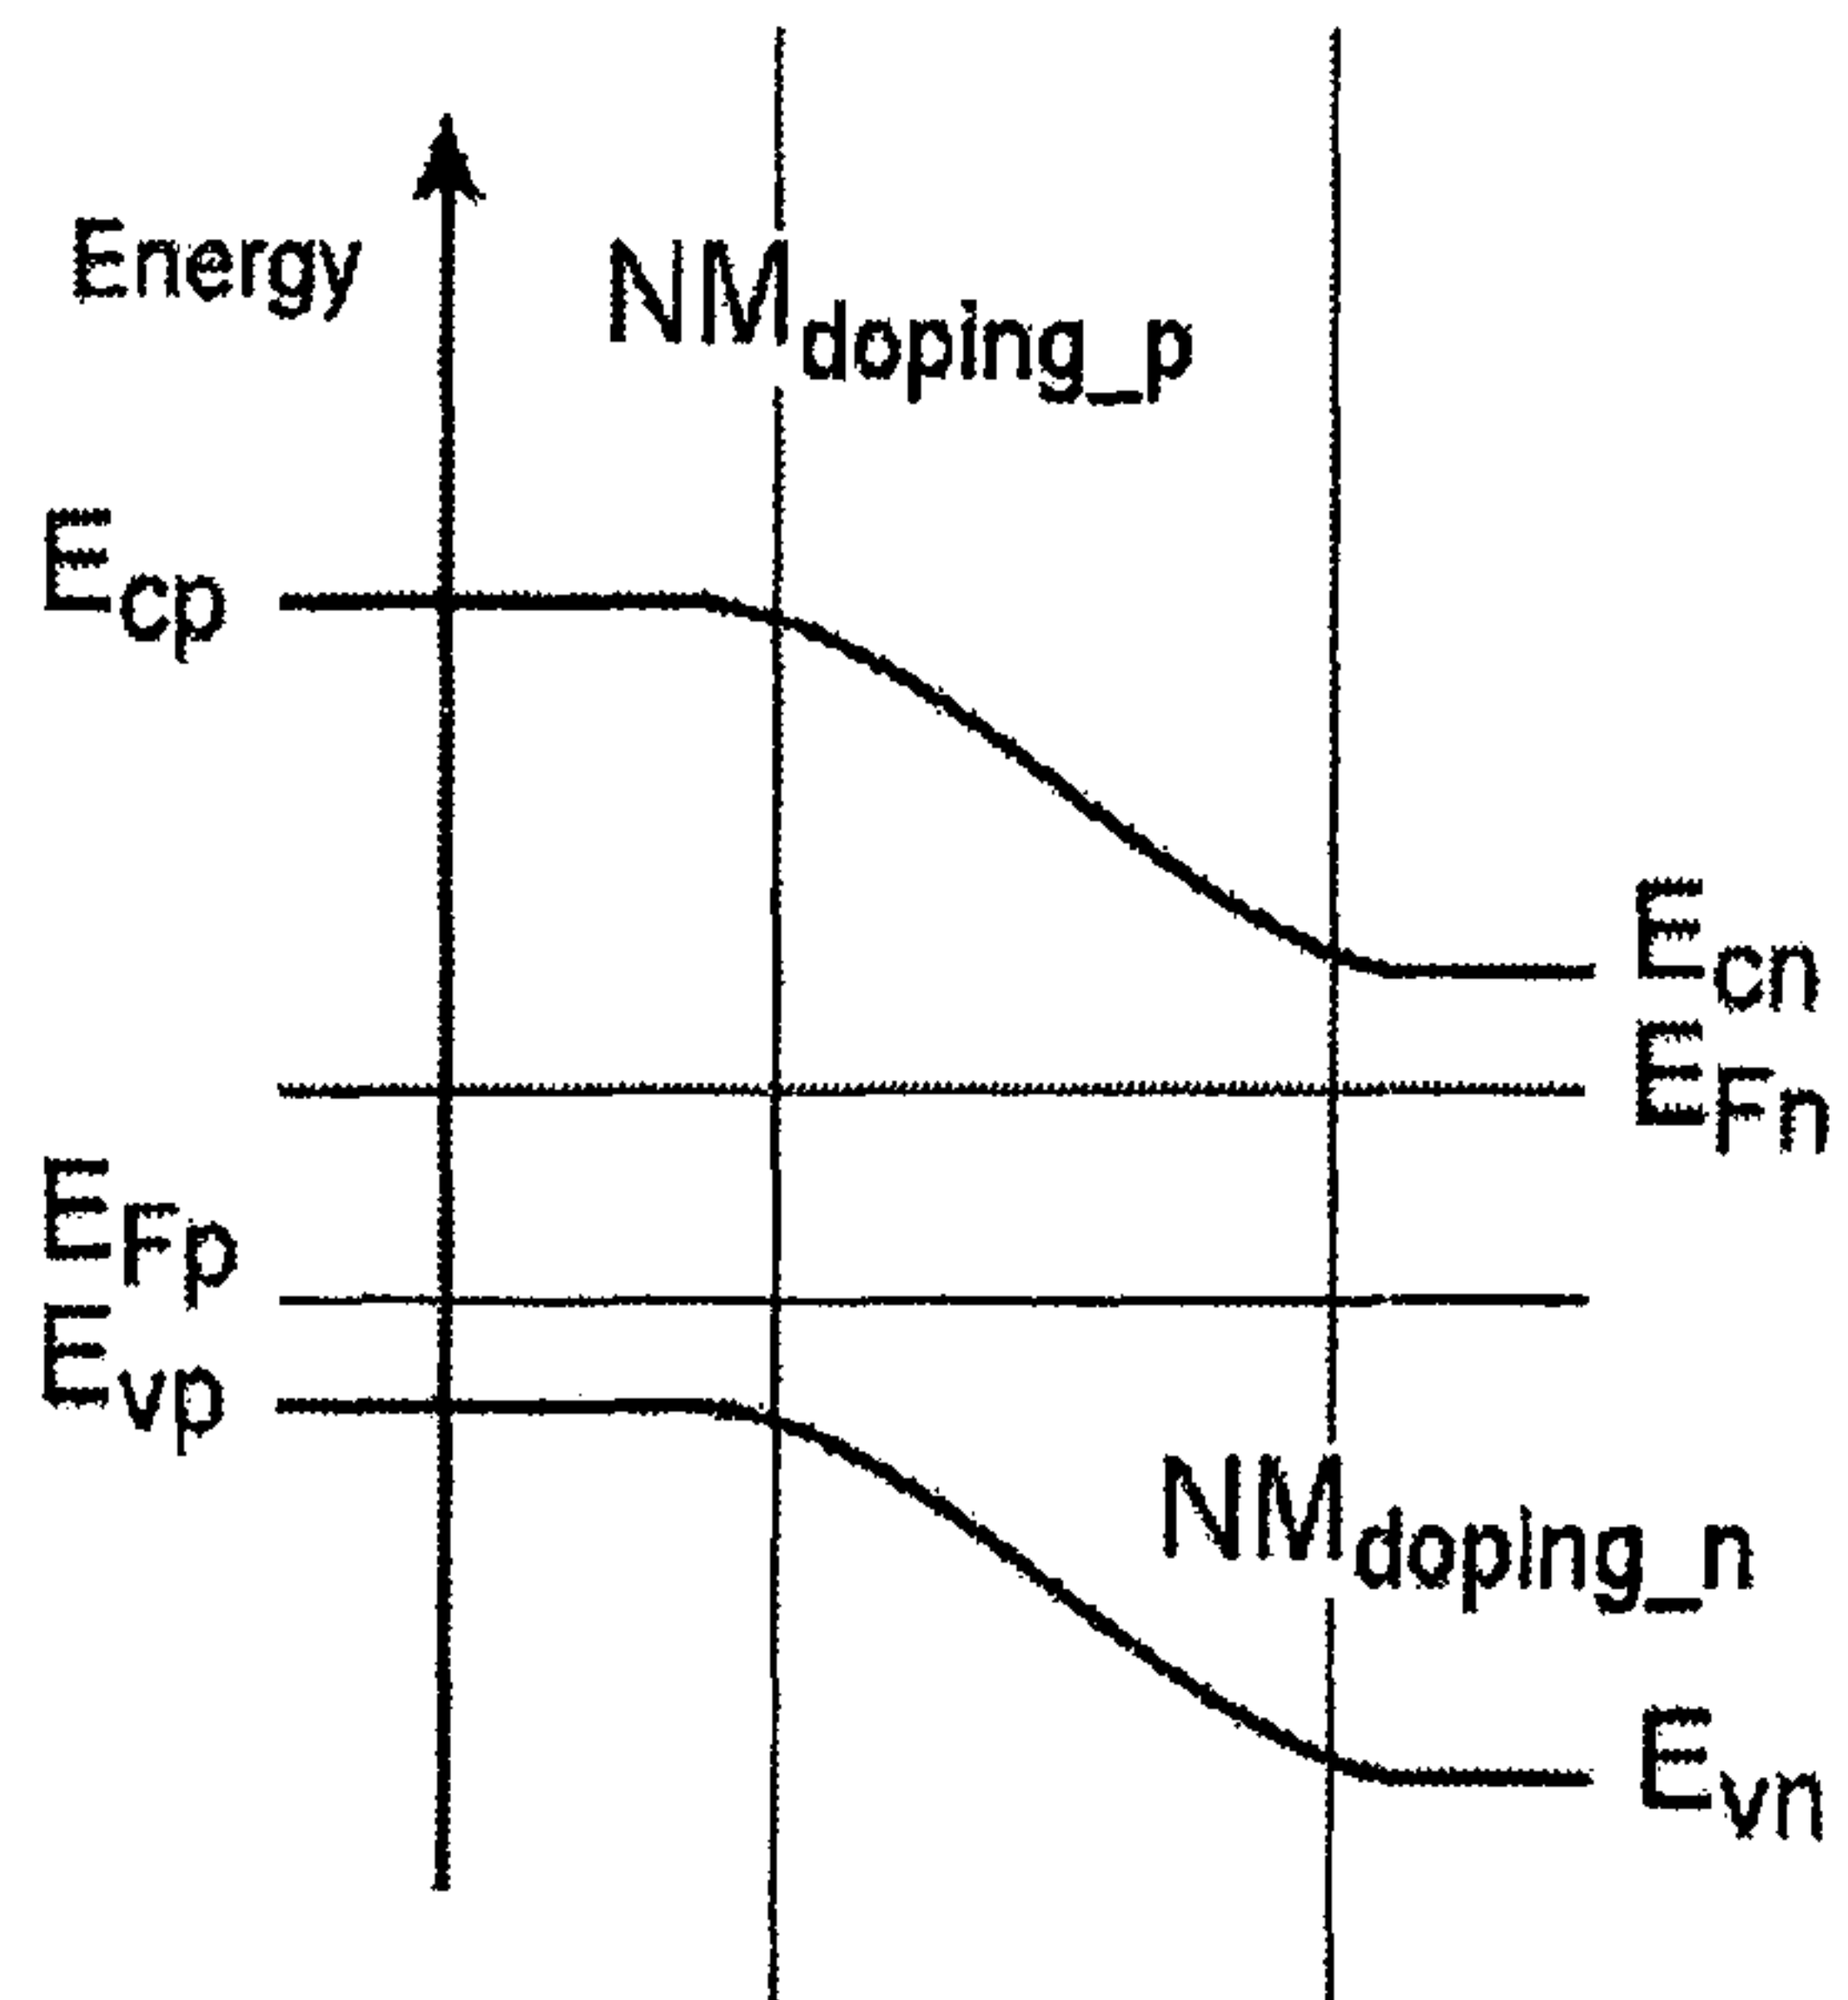 Energy
NMdoping_p
Ecp
Ecn
EFn
EFp
Evp
NMdoping_n
Evn